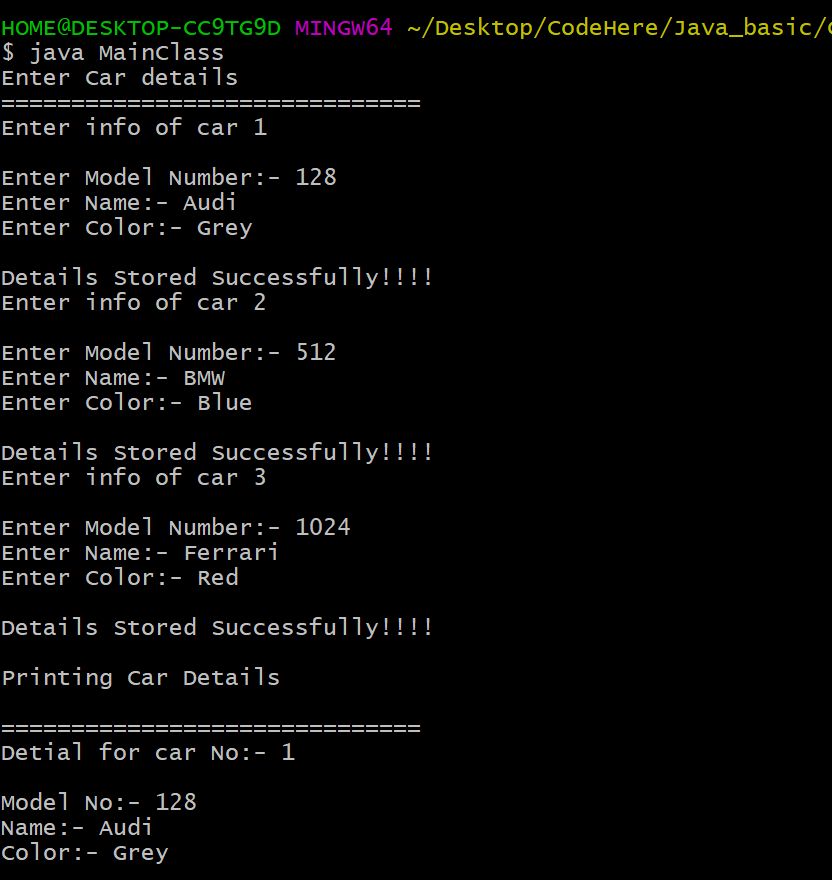 HOME@DESKTOP-CC9TG9D MINGW64 ~/Desktop/CodeHere/Java_basic/
$ java MainClass
Enter Car details
==============================
Enter info of car 1
Enter Model Number:- 128
Enter Name:- Audi
Enter Color:- Grey
Details Stored Successfully!!!!
Enter info of car 2
Enter Model Number:- 512
Enter Name:- BMW
Enter Color:- Blue
Details Stored Successfully!!!!
Enter info of car 3
Enter Model Number:- 1024
Enter Name:- Ferrari
Enter Color:- Red
Details Stored Successfully!!!!
Printing Car Details
==============================
Detial for car No:- 1
Model No:- 128
Name:- Audi
Color:- Grey